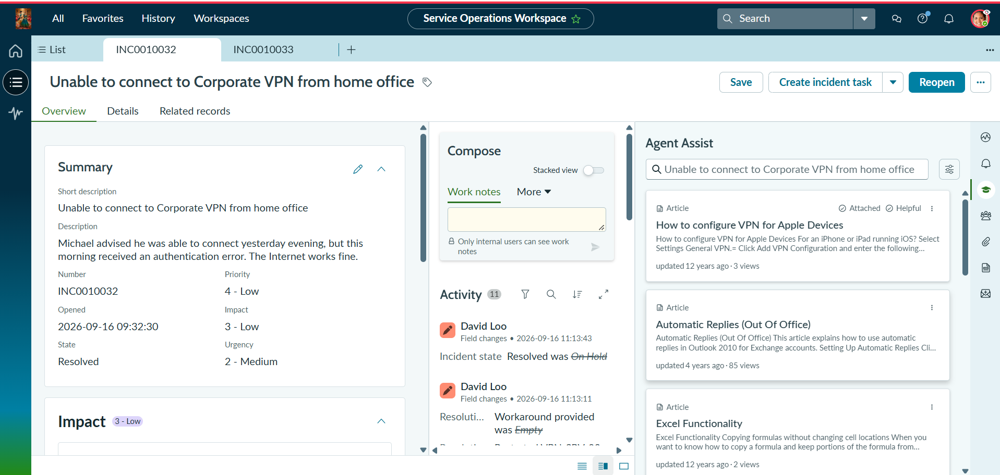 All
Favorites
History
Workspaces
Service Operations Workspace
Search
List
INC0010032
INC0010033
Unable to connect to Corporate VPN from home office
Save
Create incident task
Reopen
Overview
Details
Related records
Summary
Short description
Unable to connect to Corporate VPN from home office
Description
Michael advised he was able to connect yesterday evening, but this
morning received an authentication error. The Internet works fine.
Number
INC0010032
Priority
4 - Low
Opened
2026-09-16 09:32:30
Impact
3 - Low
State
Resolved
Urgency
2 - Medium
Impact
3 - Low
Compose
Stacked view
Work notes
More
Only internal users can see work
notes
Activity
11
David Loo
Field changes • 2026-09-16 11:13:43
Incident state Resolved was On Hold
David Loo
Field changes • 2026-09-16 11:13:11
Resoluti... Workaround provided
was Empty
Agent Assist
Unable to connect to Corporate VPN from home office
Article
Attached
Helpful
How to configure VPN for Apple Devices
How to configure VPN for Apple Devices For an iPhone or iPad running iOS? Select
Settings General VPN.= Click Add VPN Configuration and enter the following...
updated 12 years ago · 3 views
Article
Automatic Replies (Out Of Office)
Automatic Replies (Out Of Office) This article explains how to use automatic
replies in Outlook 2010 for Exchange accounts. Setting Up Automatic Replies Cli...
updated 4 years ago · 85 views
Article
Excel Functionality
Excel Functionality Copying formulas without changing cell locations When you
want to know how to copy a formula and keep portions of the formula from...
updated 12 years ago · 2 views